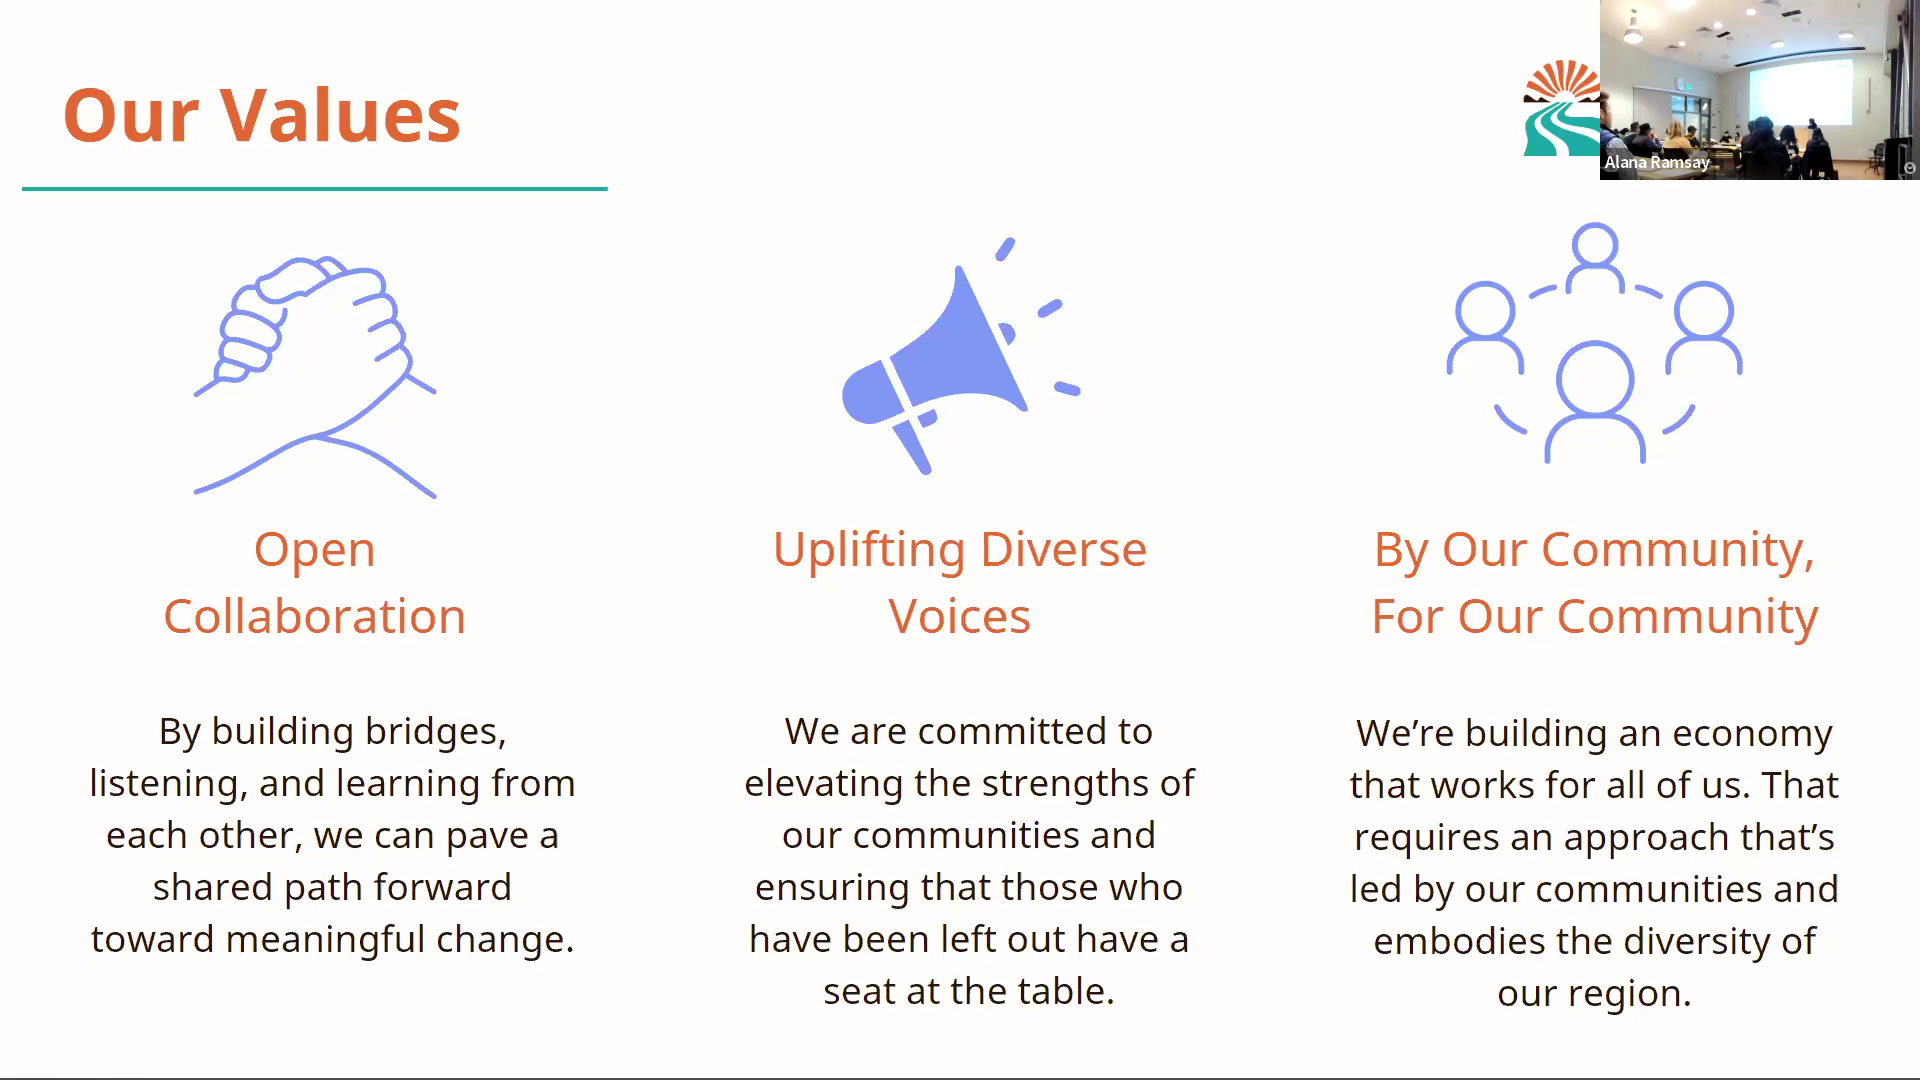 Our Values
Alana Ramsay
Open
Collaboration
By building bridges,
listening, and learning from
each other, we can pave a
shared path forward
toward meaningful change.
Uplifting Diverse
Voices
We are committed to
elevating the strengths of
our communities and
ensuring that those who
have been left out have a
seat at the table.
By Our Community,
For Our Community
We’re building an economy
that works for all of us. That
requires an approach that’s
led by our communities and
embodies the diversity of
our region.